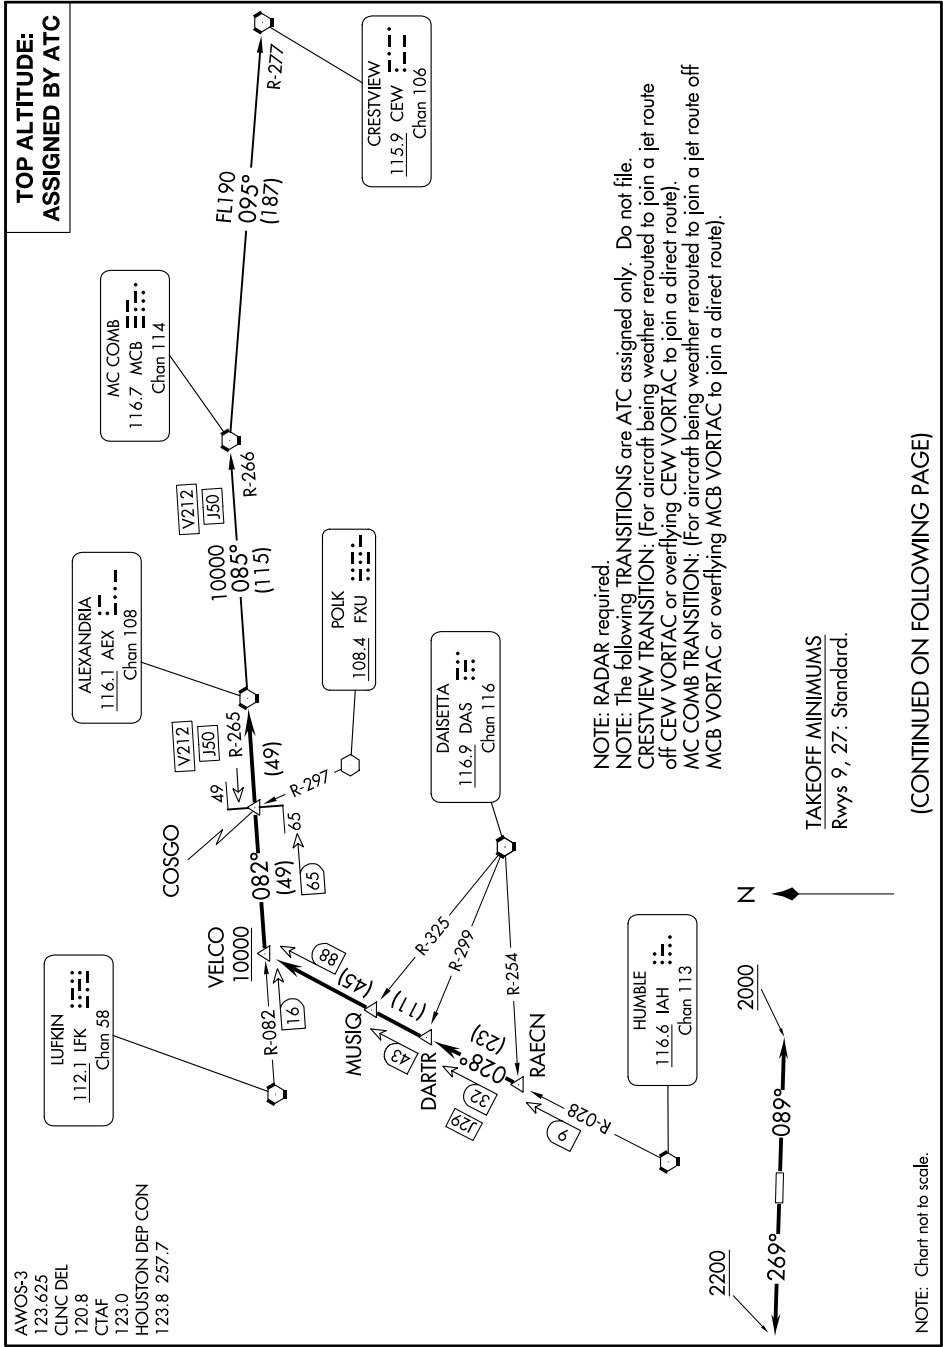 TOP ALTITUDE:
ASSIGNED BY ATC
AWOS-3
123.625
CLNC DEL
120.8
CTAF
123.0
HOUSTON DEP CON
123.8 257.7
LUFKIN
112.1 LFK
Chan 58
ALEXANDRIA
116.1 AEX
Chan 108
MC COMB
116.7 MCB
Chan 114
CRESTVIEW
115.9 CEW
Chan 106
POLK
108.4 FXU
DAISETTA
116.9 DAS
Chan 116
HUMBLE
116.6 IAH
Chan 113
R-028
9
RAECN
R-254
028°
(23)
32
J29
DARTR
R-299
(11)
43
MUSIQ
R-325
(45)
88
VELCO
10000
R-082
16
082°
(49)
65
65
COSGO
49
R-297
R-265
(49)
V212
J50
10000
085°
(115)
V212
J50
R-266
FL190
095°
(187)
R-277
NOTE: RADAR required.
NOTE: The following TRANSITIONS are ATC assigned only. Do not file.
CRESTVIEW TRANSITION: (For aircraft being weather rerouted to join a jet route
off CEW VORTAC or overflying CEW VORTAC to join a direct route).
MC COMB TRANSITION: (For aircraft being weather rerouted to join a jet route off
MCB VORTAC or overflying MCB VORTAC to join a direct route).
TAKEOFF MINIMUMS
Rwys 9, 27: Standard.
N
2200
269°
089°
2000
NOTE: Chart not to scale.
(CONTINUED ON FOLLOWING PAGE)